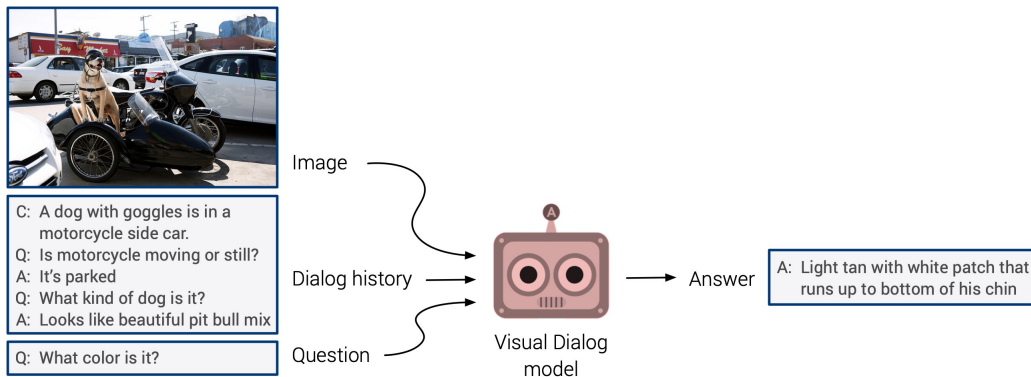 C: A dog with goggles is in a
motorcycle side car.
Q: Is motorcycle moving or still?
A: It's parked
Q: What kind of dog is it?
A: Looks like beautiful pit bull mix
Q: What color is it?
Image
Dialog history
Question
A
Visual Dialog
model
Answer
A: Light tan with white patch that
runs up to bottom of his chin